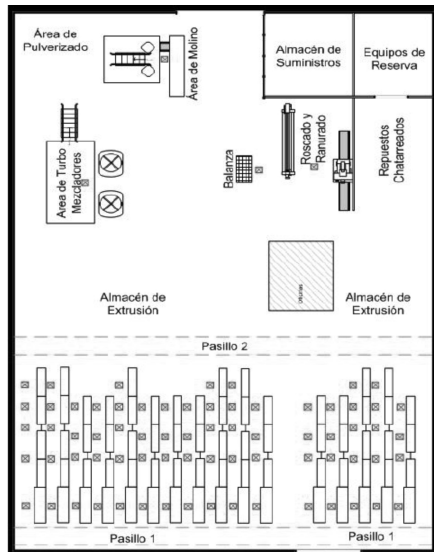 Área de
Pulverizado
Área de Molino
Almacén de
Suministros
Equipos de
Reserva
Área de Turbo
Mezcladores
Balanza
Roscado y
Ranurado
Repuestos
Chatarreados
Oficinas
Almacén de
Extrusión
Almacén de
Extrusión
Pasillo 2
Pasillo 1
Pasillo 1